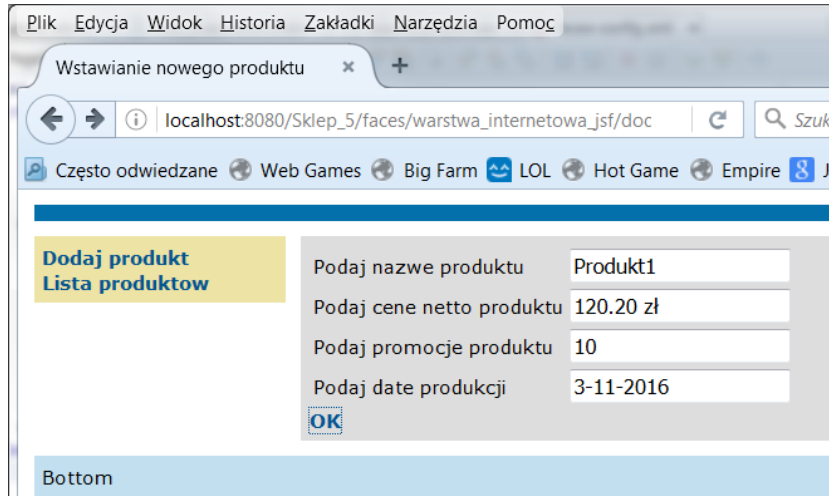 Plik Edycja Widok Historia Zakładki Narzędzia Pomoc
Wstawianie nowego produktu × +
localhost:8080/Sklep_5/faces/warstwa_internetowa_jsf/doc Szuk
Często odwiedzane Web Games Big Farm LOL Hot Game Empire 8 J
Dodaj produkt
Lista produktow
Podaj nazwe produktu Produkt1
Podaj cene netto produktu 120.20 zł
Podaj promocje produktu 10
Podaj date produkcji 3-11-2016
OK
Bottom